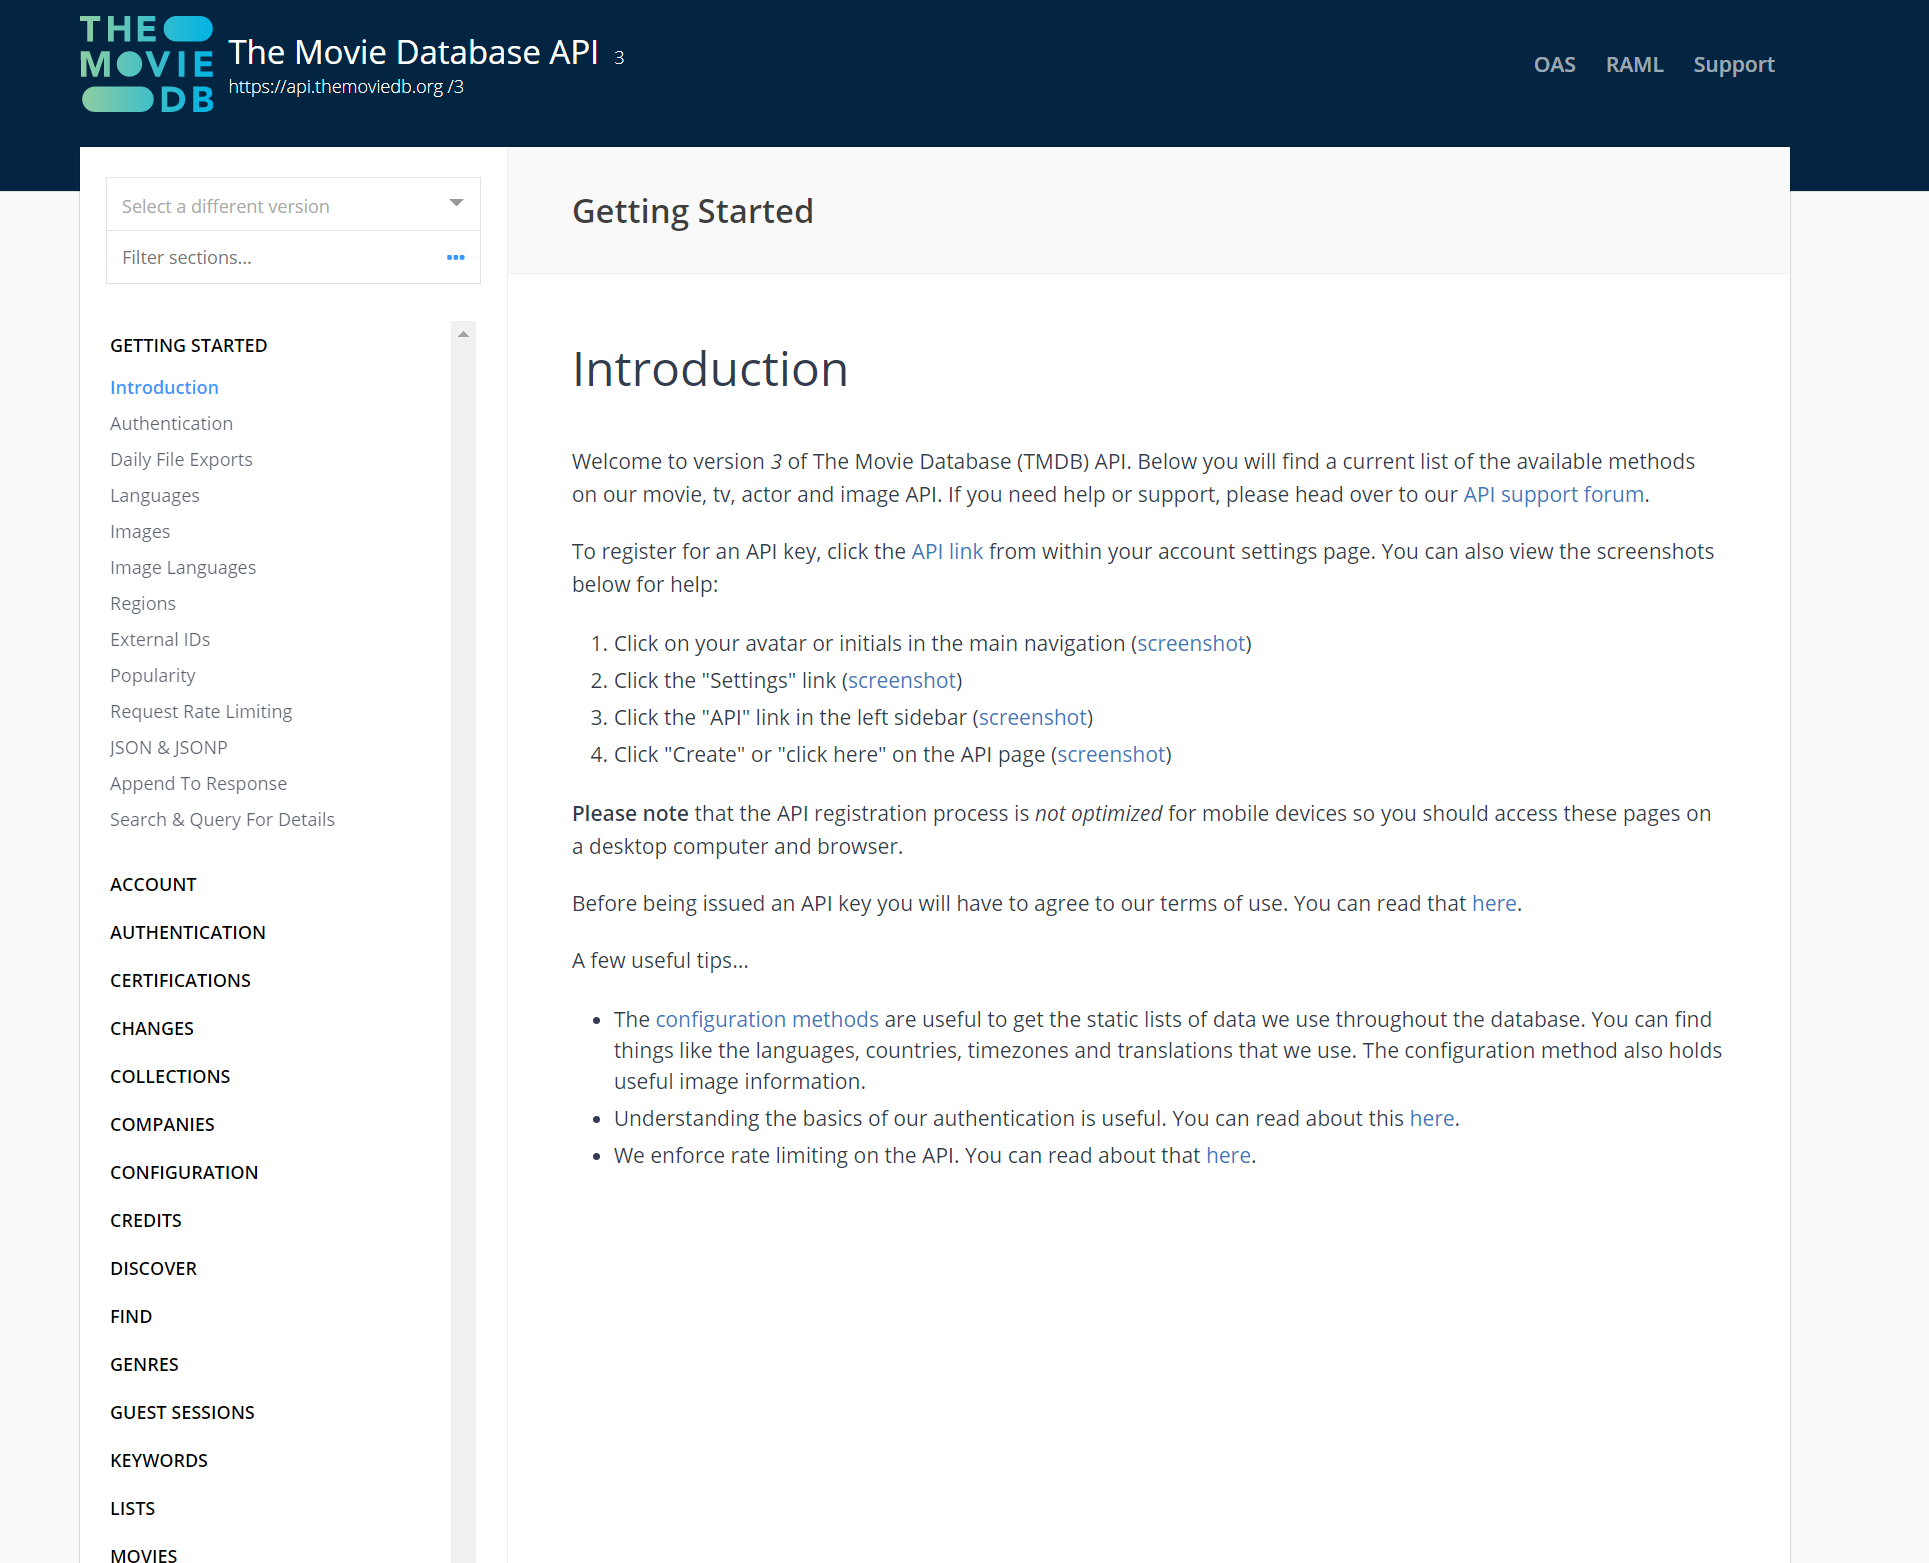 THE
MOVIE
DB
The Movie Database API 3
https://api.themoviedb.org /3
OAS RAML Support
Select a different version
Filter sections...
GETTING STARTED
Introduction
Authentication
Daily File Exports
Languages
Images
Image Languages
Regions
External IDs
Popularity
Request Rate Limiting
JSON & JSONP
Append To Response
Search & Query For Details
ACCOUNT
AUTHENTICATION
CERTIFICATIONS
CHANGES
COLLECTIONS
COMPANIES
CONFIGURATION
CREDITS
DISCOVER
FIND
GENRES
GUEST SESSIONS
KEYWORDS
LISTS
MOVIES
Getting Started
Introduction
Welcome to version 3 of The Movie Database (TMDB) API. Below you will find a current list of the available methods
on our movie, tv, actor and image API. If you need help or support, please head over to our API support forum.
To register for an API key, click the API link from within your account settings page. You can also view the screenshots
below for help:
1. Click on your avatar or initials in the main navigation (screenshot)
2. Click the "Settings" link (screenshot)
3. Click the "API" link in the left sidebar (screenshot)
4. Click "Create" or "click here" on the API page (screenshot)
Please note that the API registration process is not optimized for mobile devices so you should access these pages on
a desktop computer and browser.
Before being issued an API key you will have to agree to our terms of use. You can read that here.
A few useful tips...
• The configuration methods are useful to get the static lists of data we use throughout the database. You can find
things like the languages, countries, timezones and translations that we use. The configuration method also holds
useful image information.
• Understanding the basics of our authentication is useful. You can read about this here.
• We enforce rate limiting on the API. You can read about that here.